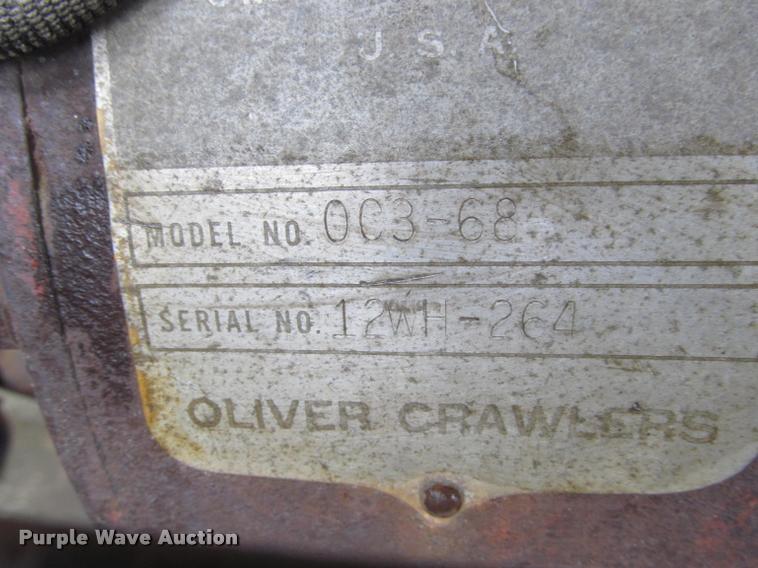 U.S.A.
MODEL NO. OC3-68
SERIAL NO. 12WH-264
OLIVER CRAWLERS
Purple Wave Auction